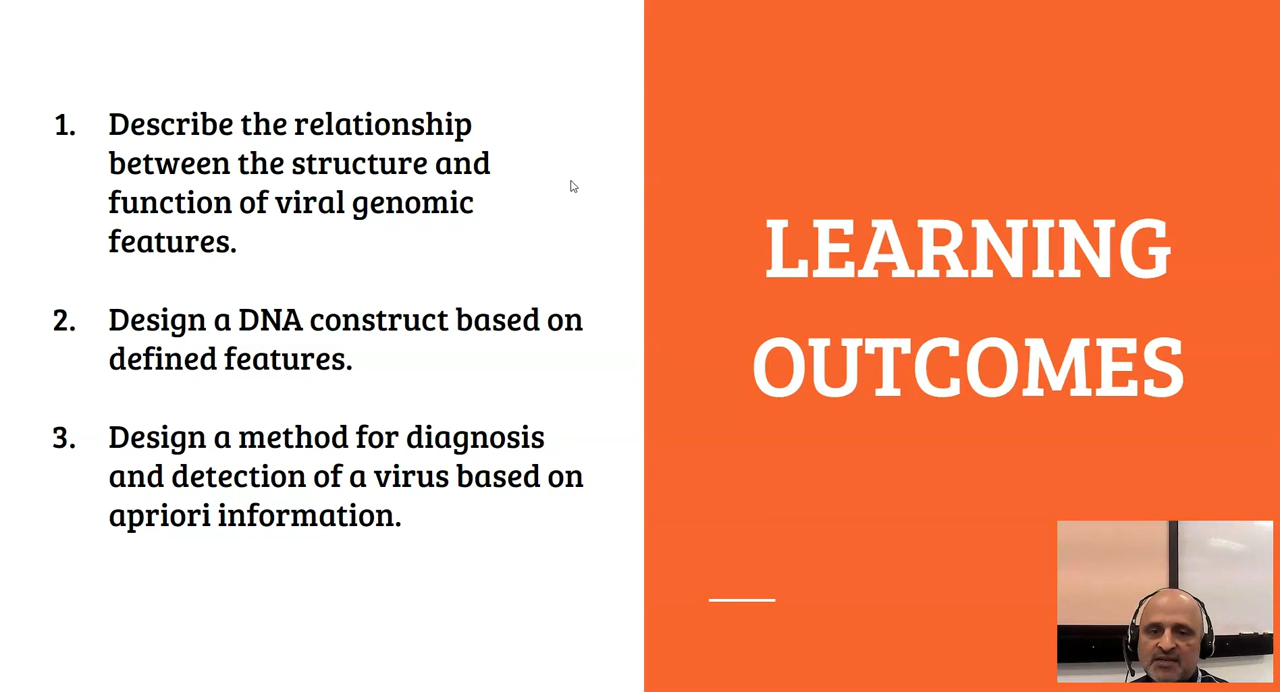 1. Describe the relationship
between the structure and
function of viral genomic
features.
2. Design a DNA construct based on
defined features.
3. Design a method for diagnosis
and detection of a virus based on
apriori information.
LEARNING
OUTCOMES